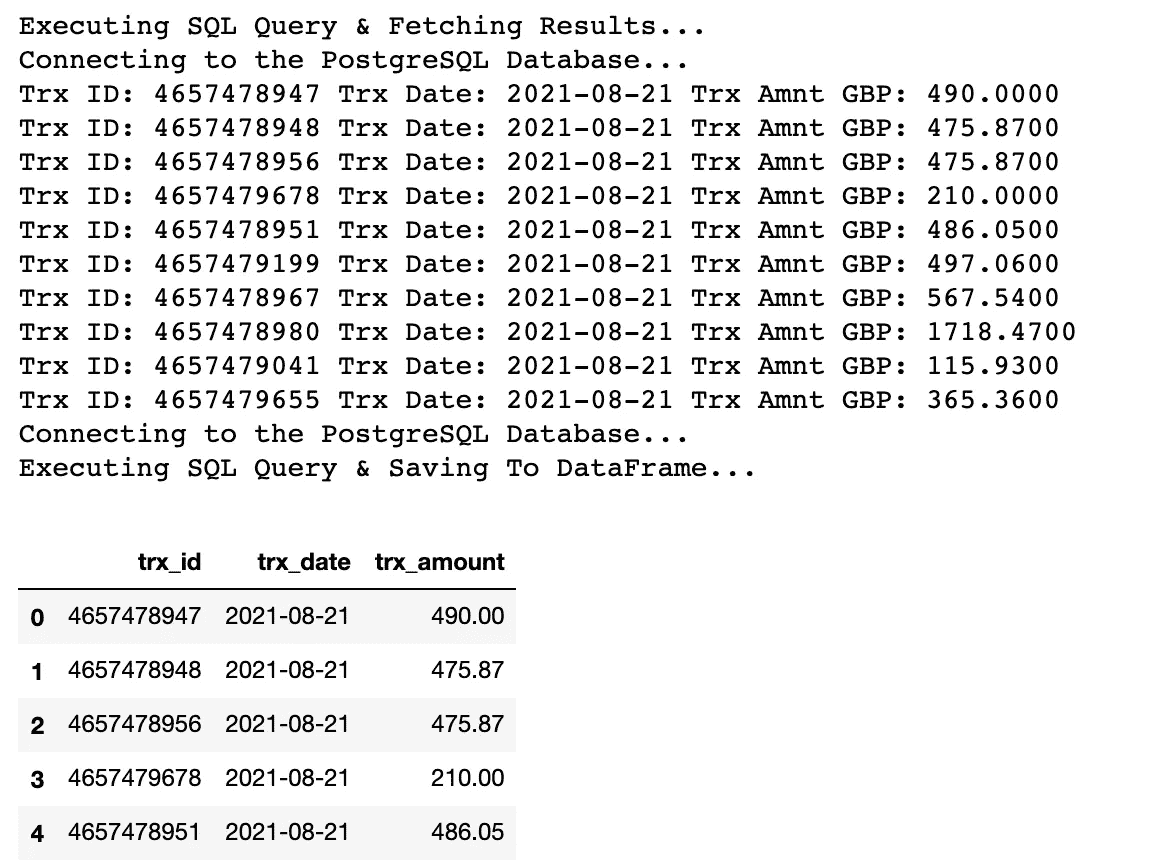 Executing SQL Query & Fetching Results...
Connecting to the PostgreSQL Database...
Trx ID: 4657478947 Trx Date: 2021-08-21 Trx Amnt GBP: 490.0000
Trx ID: 4657478948 Trx Date: 2021-08-21 Trx Amnt GBP: 475.8700
Trx ID: 4657478956 Trx Date: 2021-08-21 Trx Amnt GBP: 475.8700
Trx ID: 4657479678 Trx Date: 2021-08-21 Trx Amnt GBP: 210.0000
Trx ID: 4657478951 Trx Date: 2021-08-21 Trx Amnt GBP: 486.0500
Trx ID: 4657479199 Trx Date: 2021-08-21 Trx Amnt GBP: 497.0600
Trx ID: 4657478967 Trx Date: 2021-08-21 Trx Amnt GBP: 567.5400
Trx ID: 4657478980 Trx Date: 2021-08-21 Trx Amnt GBP: 1718.4700
Trx ID: 4657479041 Trx Date: 2021-08-21 Trx Amnt GBP: 115.9300
Trx ID: 4657479655 Trx Date: 2021-08-21 Trx Amnt GBP: 365.3600
Connecting to the PostgreSQL Database...
Executing SQL Query & Saving To DataFrame...
trx_id trx_date trx_amount
0 4657478947 2021-08-21 490.00
1 4657478948 2021-08-21 475.87
2 4657478956 2021-08-21 475.87
3 4657479678 2021-08-21 210.00
4 4657478951 2021-08-21 486.05